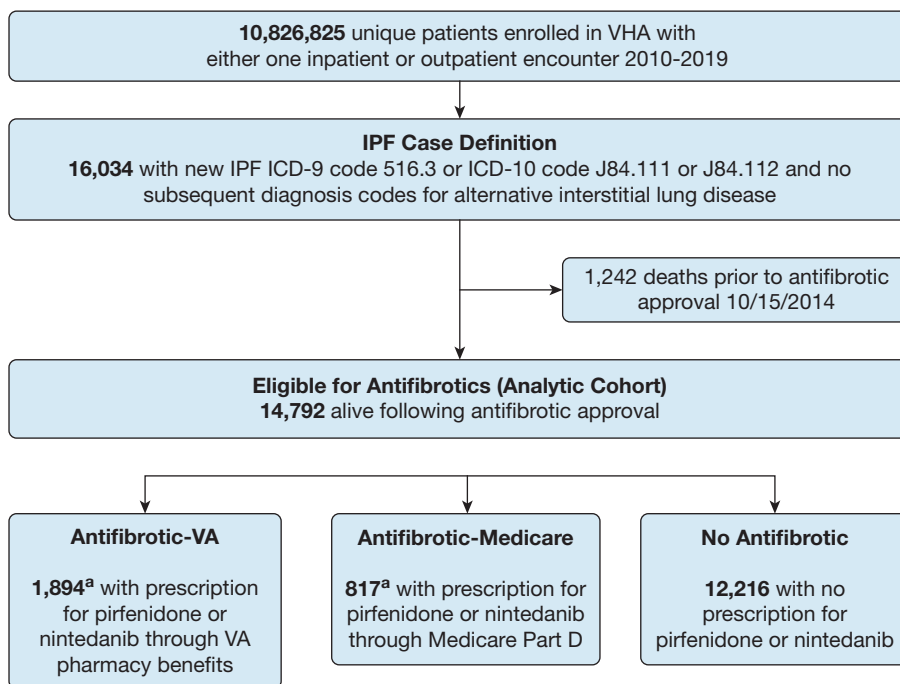 10,826,825 unique patients enrolled in VHA with
either one inpatient or outpatient encounter 2010-2019
IPF Case Definition
16,034 with new IPF ICD-9 code 516.3 or ICD-10 code J84.111 or J84.112 and no
subsequent diagnosis codes for alternative interstitial lung disease
1,242 deaths prior to antifibrotic
approval 10/15/2014
Eligible for Antifibrotics (Analytic Cohort)
14,792 alive following antifibrotic approval
Antifibrotic-VA
1,894a with prescription
for pirfenidone or
nintedanib through VA
pharmacy benefits
Antifibrotic-Medicare
817a with prescription for
pirfenidone or nintedanib
through Medicare Part D
No Antifibrotic
12,216 with no
prescription for
pirfenidone or nintedanib